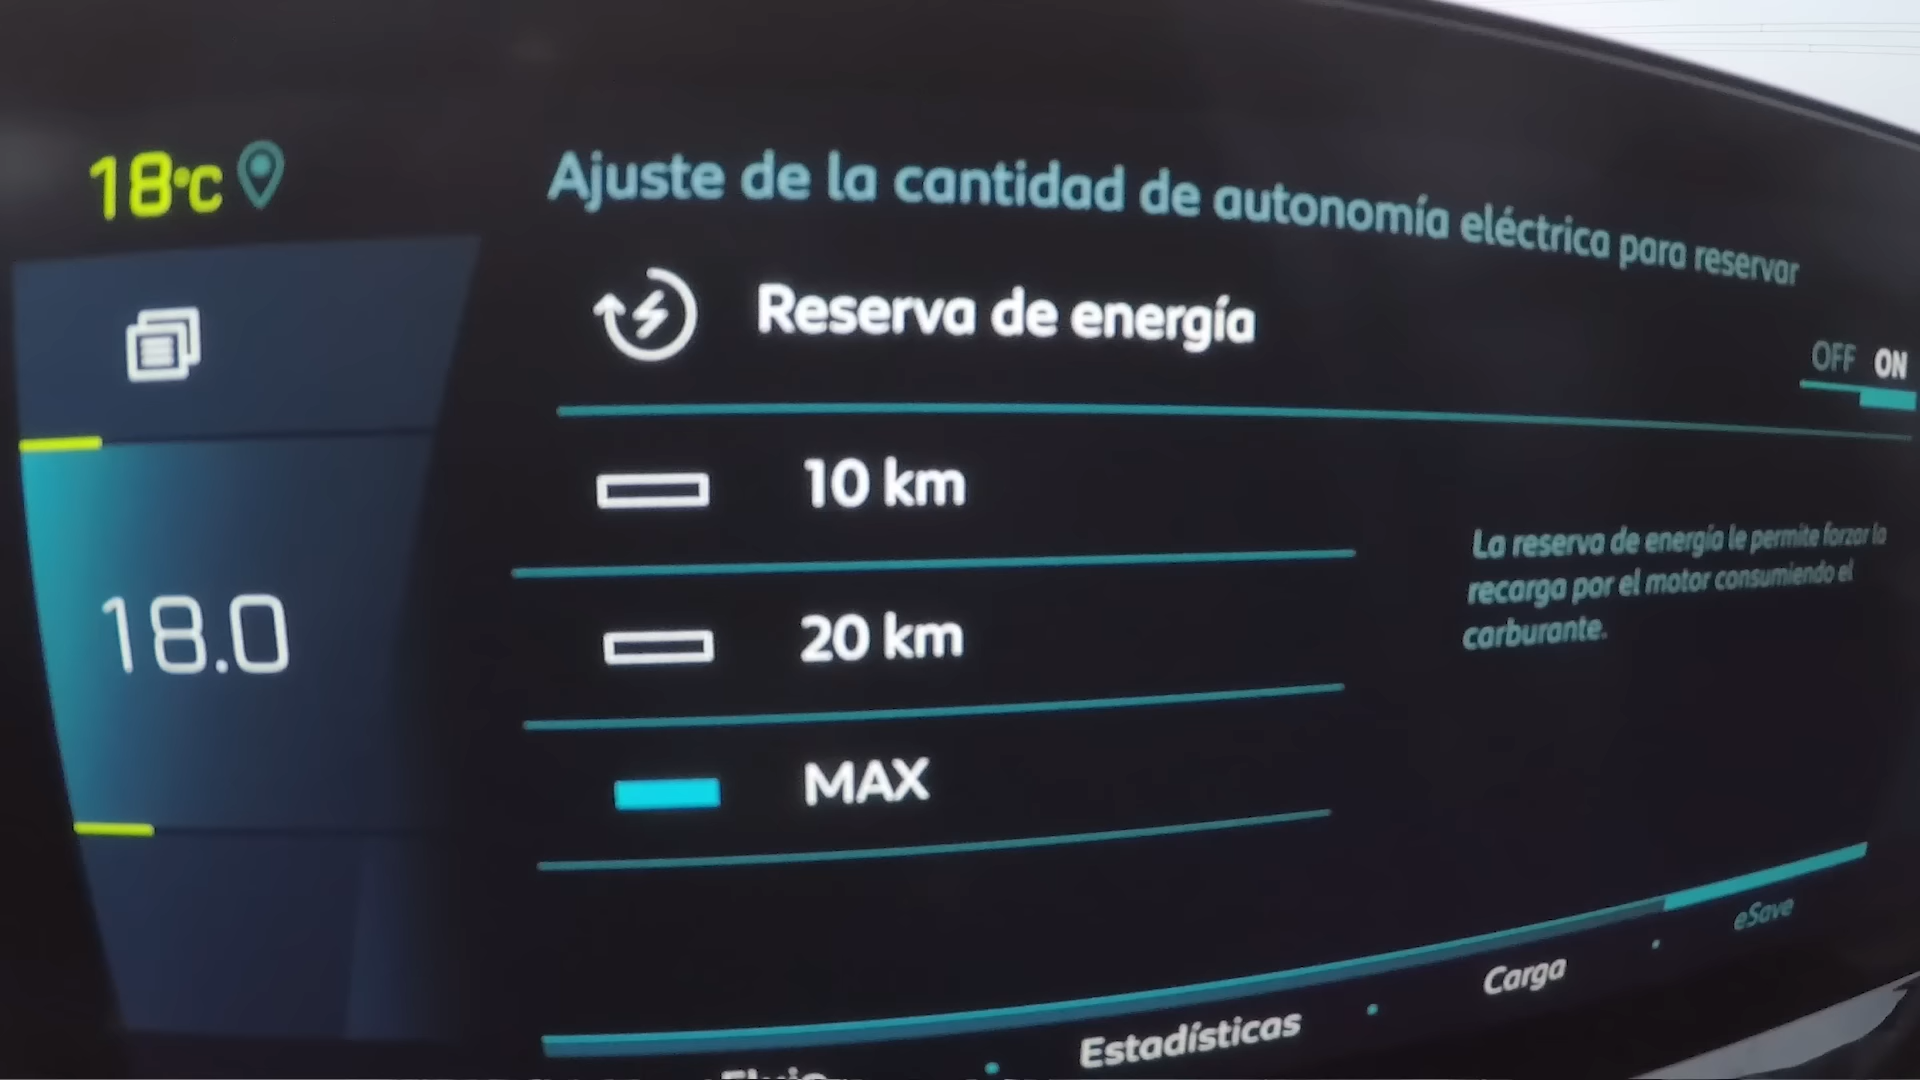 18°C
Ajuste de la cantidad de autonomía eléctrica para reservar
Reserva de energía
OFF ON
10 km
18.0
20 km
MAX
La reserva de energía le permite forzar la
recarga por el motor consumiendo el
carburante.
Estadísticas
Carga
eSave